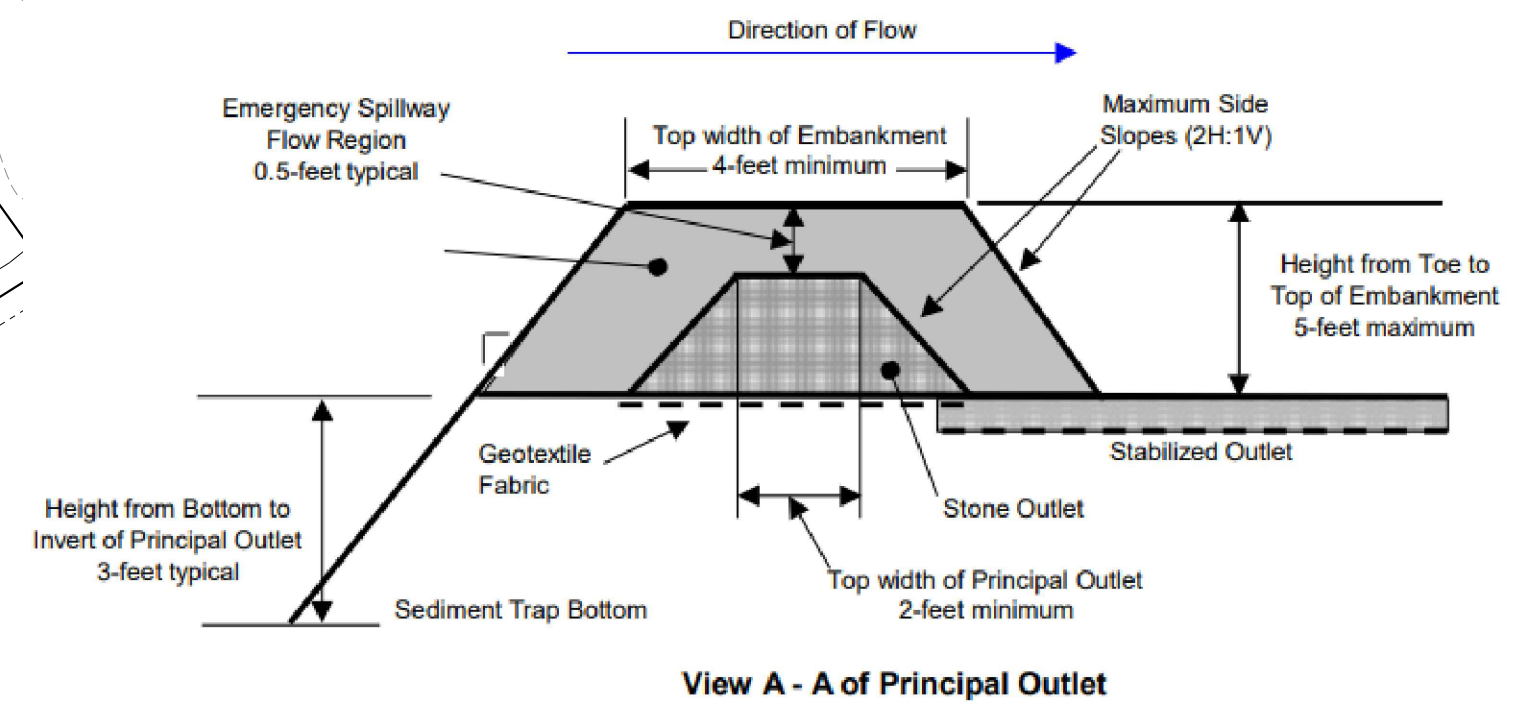 Direction of Flow
Emergency Spillway
Flow Region
0.5-feet typical
Top width of Embankment
4-feet minimum
Maximum Side
Slopes (2H:1V)
Height from Toe to
Top of Embankment
5-feet maximum
Geotextile
Fabric
Stabilized Outlet
Stone Outlet
Height from Bottom to
Invert of Principal Outlet
3-feet typical
Top width of Principal Outlet
2-feet minimum
Sediment Trap Bottom
View A - A of Principal Outlet